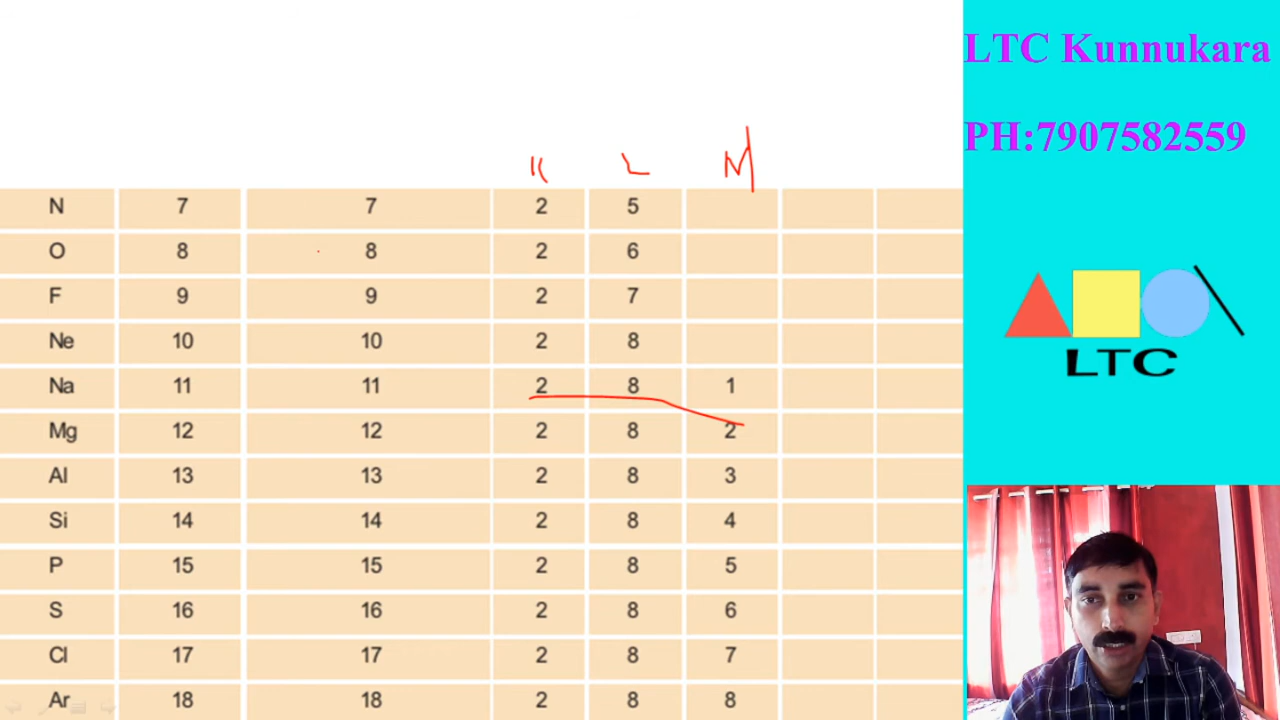 LTC Kunnukara
PH:7907582559
K L M
N 7 7 2 5
O 8 8 2 6
F 9 9 2 7
Ne 10 10 2 8
Na 11 11 2 8 1
Mg 12 12 2 8 2
Al 13 13 2 8 3
Si 14 14 2 8 4
P 15 15 2 8 5
S 16 16 2 8 6
Cl 17 17 2 8 7
Ar 18 18 2 8 8
LTC